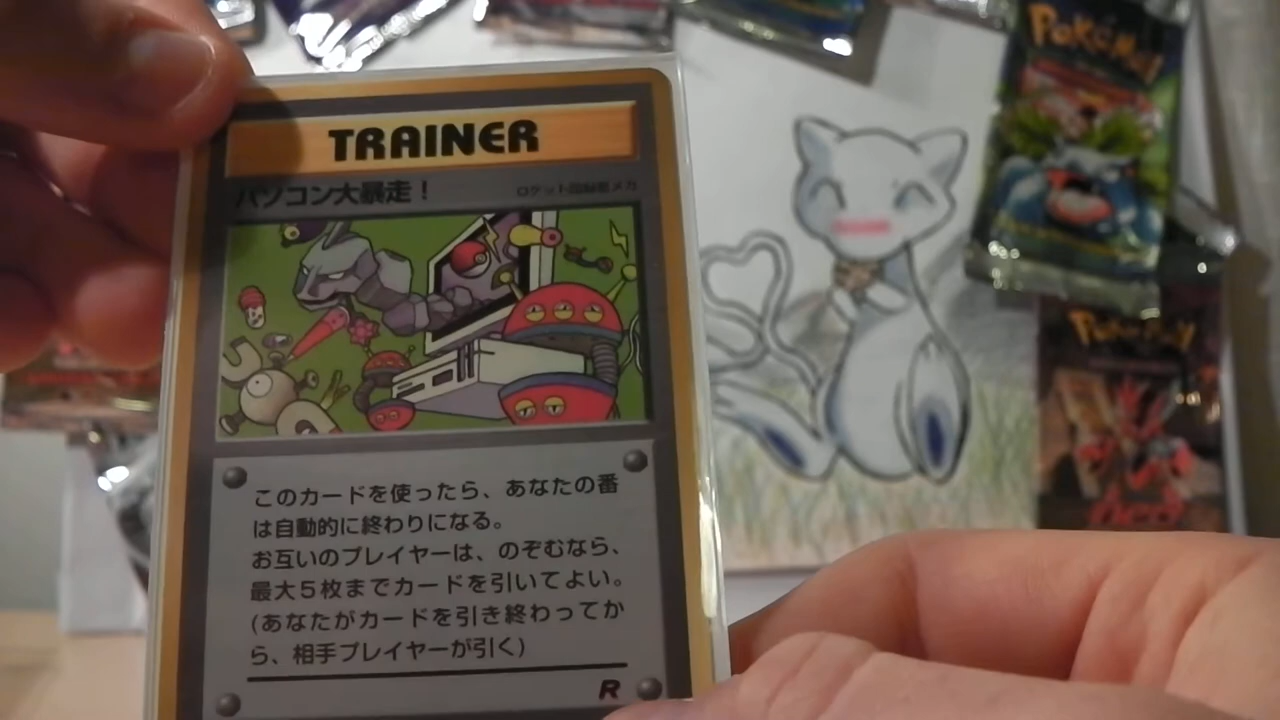 TRAINER
パソコン大暴走！
ロケット団秘密メカ
このカードを使ったら、あなたの番
は自動的に終わりになる。
お互いのプレイヤーは、のぞむなら、
最大5枚までカードを引いてよい。
(あなたがカードを引き終わってか
ら、相手プレイヤーが引く)
R
Pokémon
Pokémon